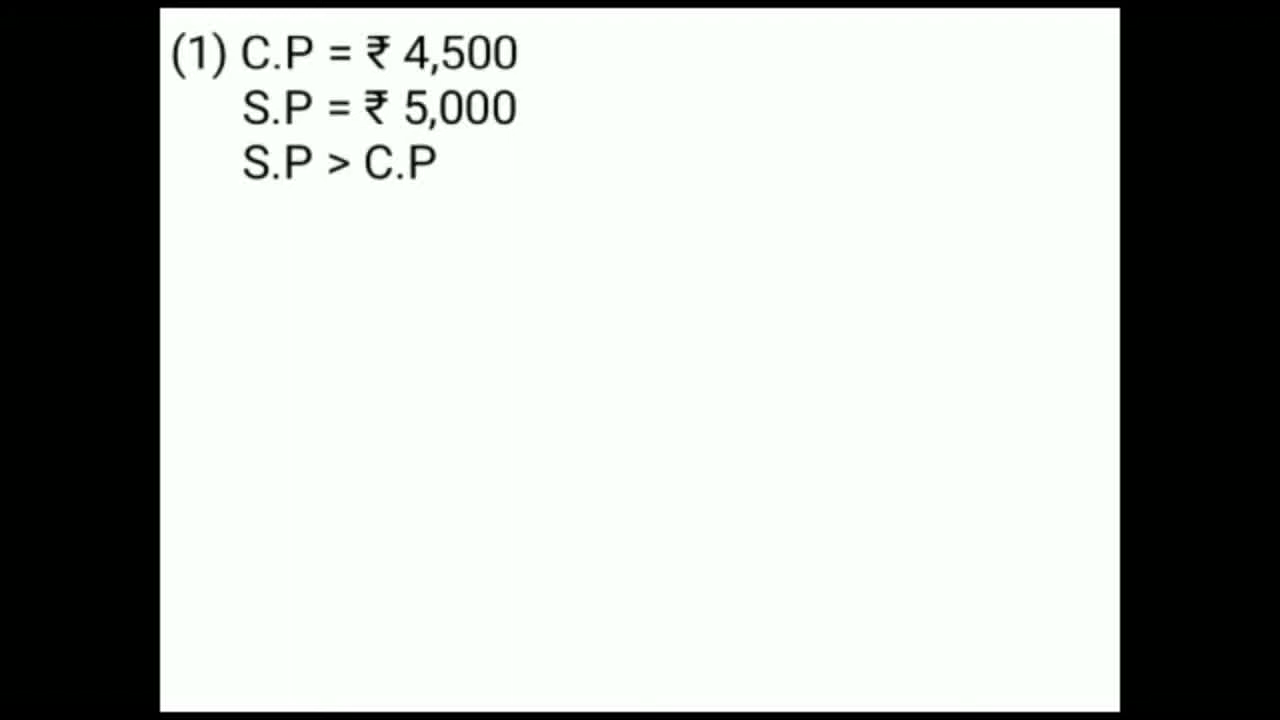 (1) C.P = ₹ 4,500
S.P = ₹ 5,000
S.P > C.P